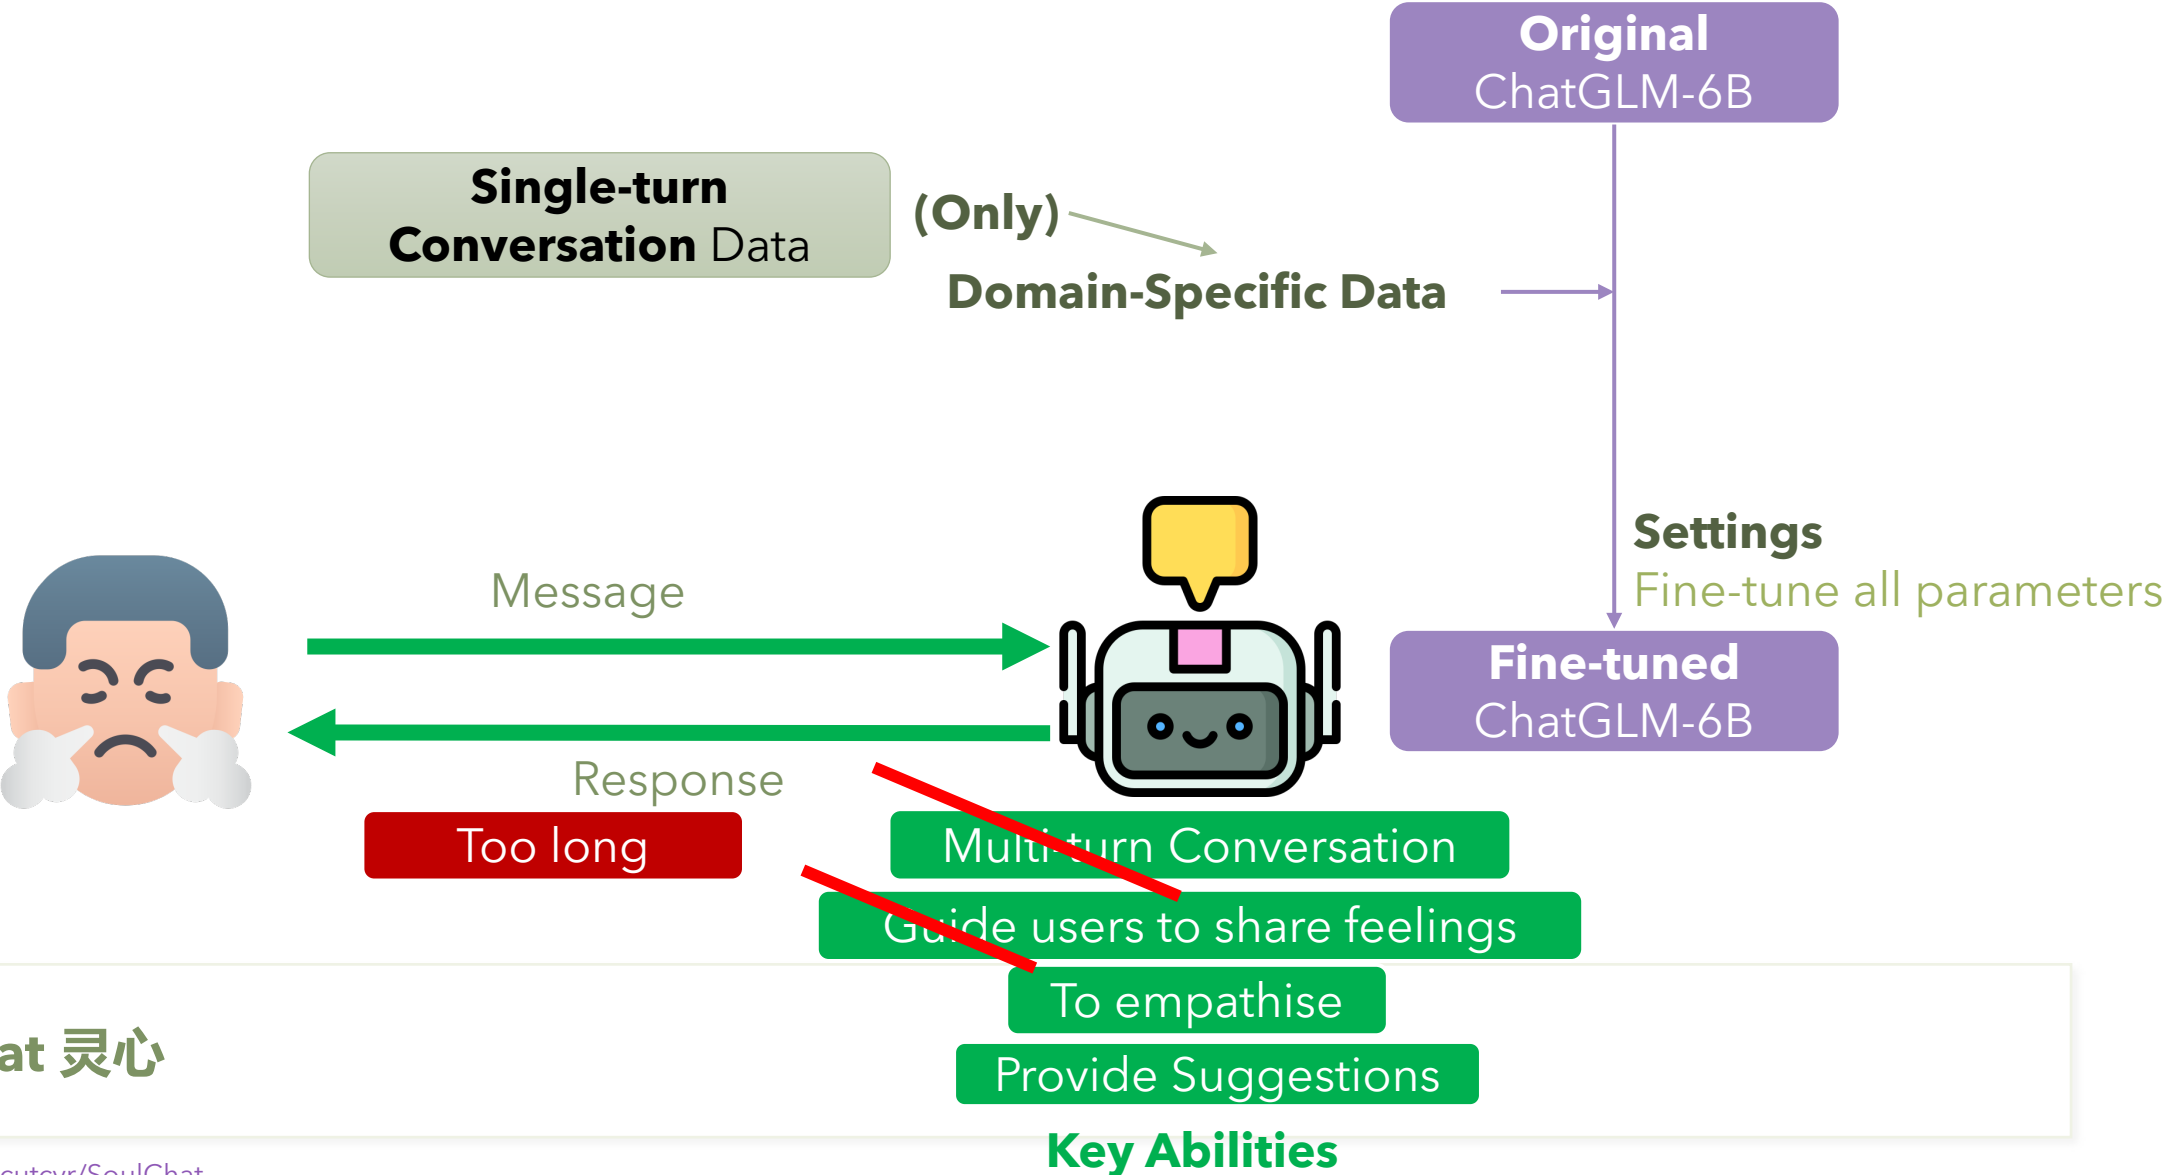 Original
ChatGLM-6B
Single-turn
Conversation Data
(Only)
Domain-Specific Data
Settings
Fine-tune all parameters
Message
Fine-tuned
ChatGLM-6B
Response
Too long
Multi-turn Conversation
Guide users to share feelings
To empathise
at 灵心
Provide Suggestions
Key Abilities
cutcyr/SoulChat